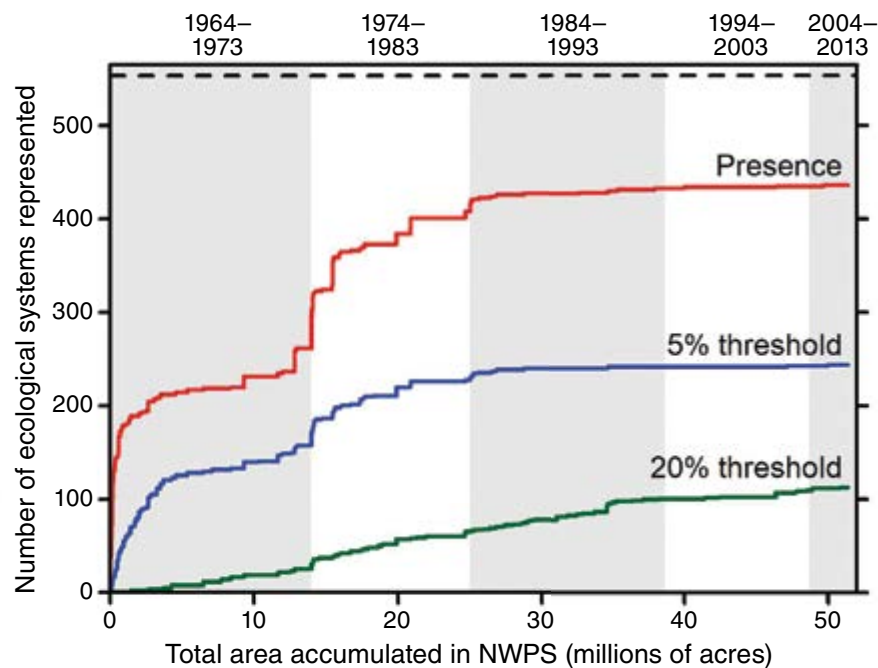 1964–
1973
1974–
1983
1984–
1993
1994–
2003
2004–
2013
Number of ecological systems represented
500
400
300
200
100
0
Presence
5% threshold
20% threshold
0 10 20 30 40 50
Total area accumulated in NWPS (millions of acres)